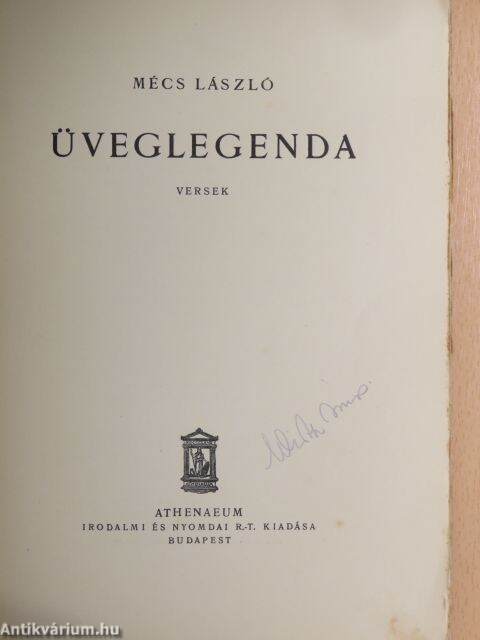 MÉCS LÁSZLÓ
ÜVEGLEGENDA
VERSEK
ATHENAEUM
IRODALMI ÉS NYOMDAI R.-T. KIADÁSA
BUDAPEST
Antikvárium.hu